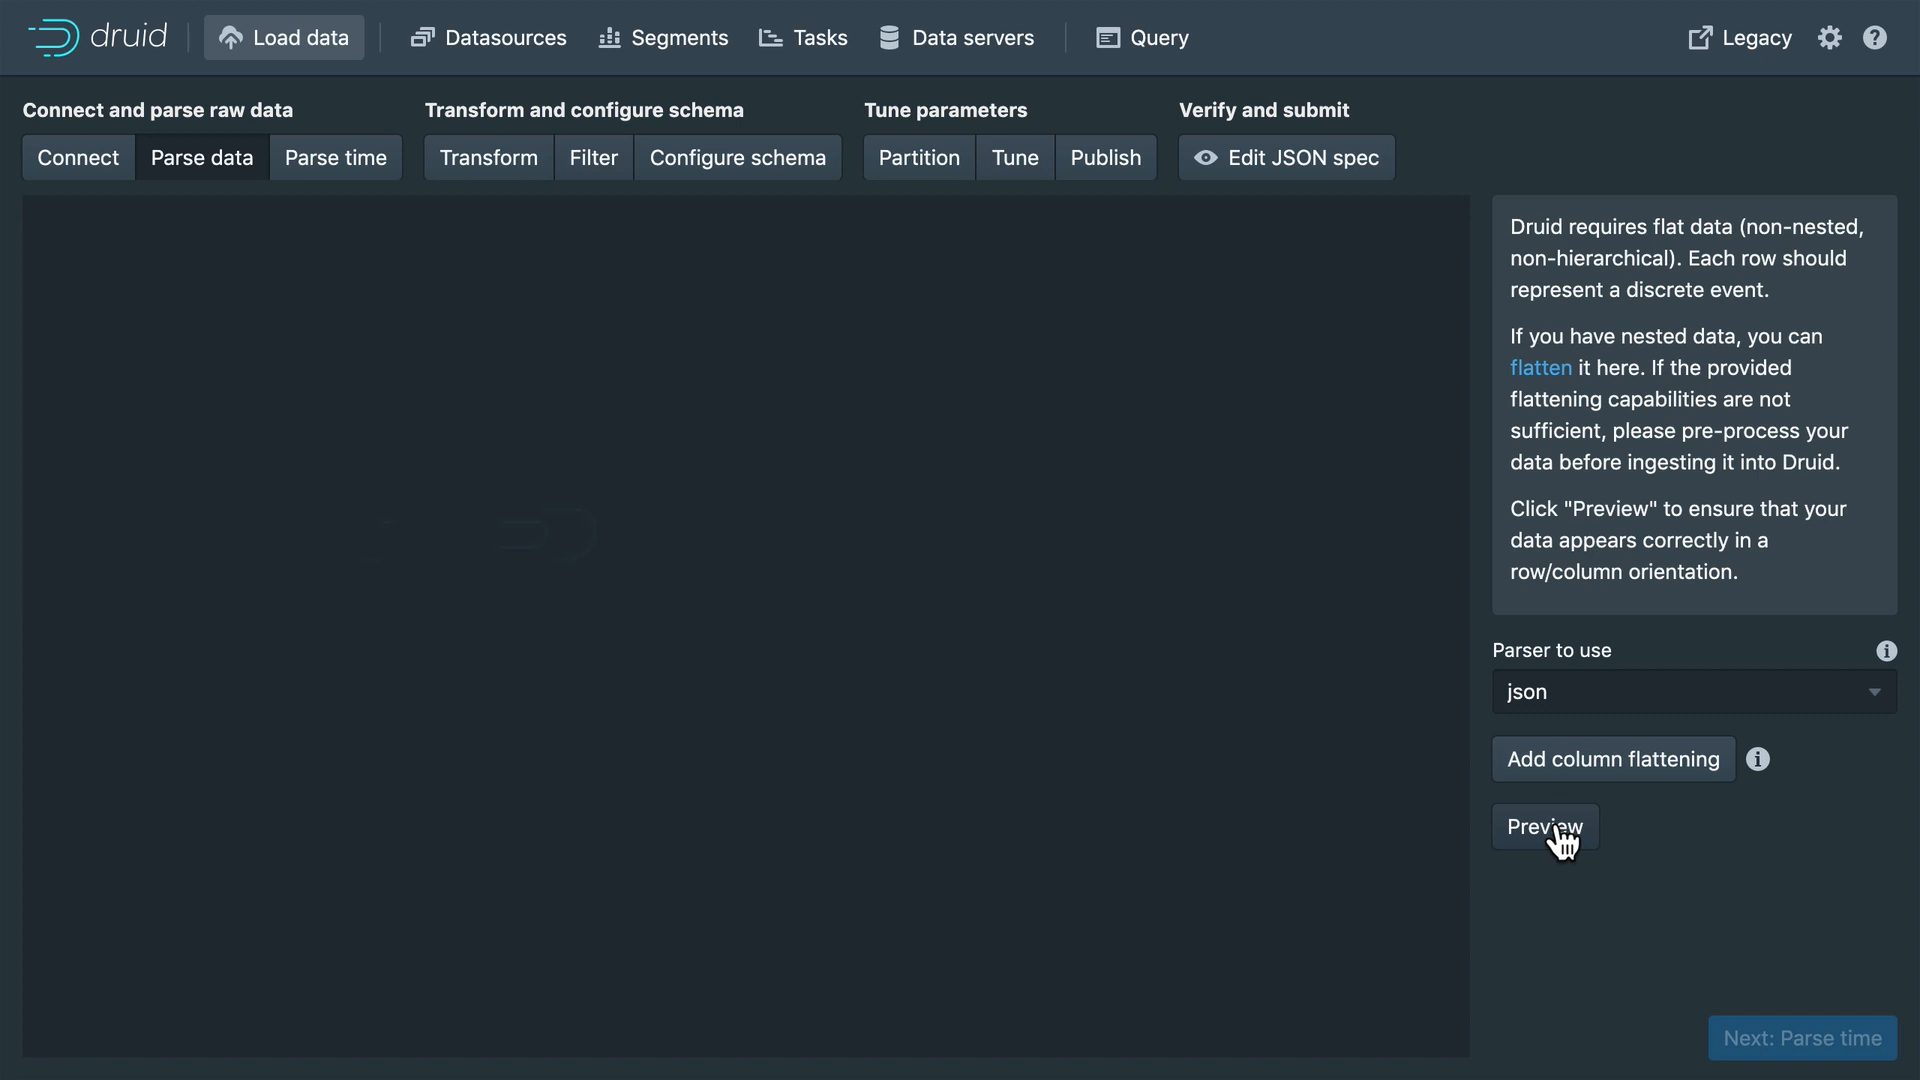 druid
Load data
Datasources
Segments
Tasks
Data servers
Query
Legacy
Connect and parse raw data
Transform and configure schema
Tune parameters
Verify and submit
Connect
Parse data
Parse time
Transform
Filter
Configure schema
Partition
Tune
Publish
Edit JSON spec
Druid requires flat data (non-nested,
non-hierarchical). Each row should
represent a discrete event.
If you have nested data, you can
flatten it here. If the provided
flattening capabilities are not
sufficient, please pre-process your
data before ingesting it into Druid.
Click "Preview" to ensure that your
data appears correctly in a
row/column orientation.
Parser to use
json
Add column flattening
Preview
Next: Parse time